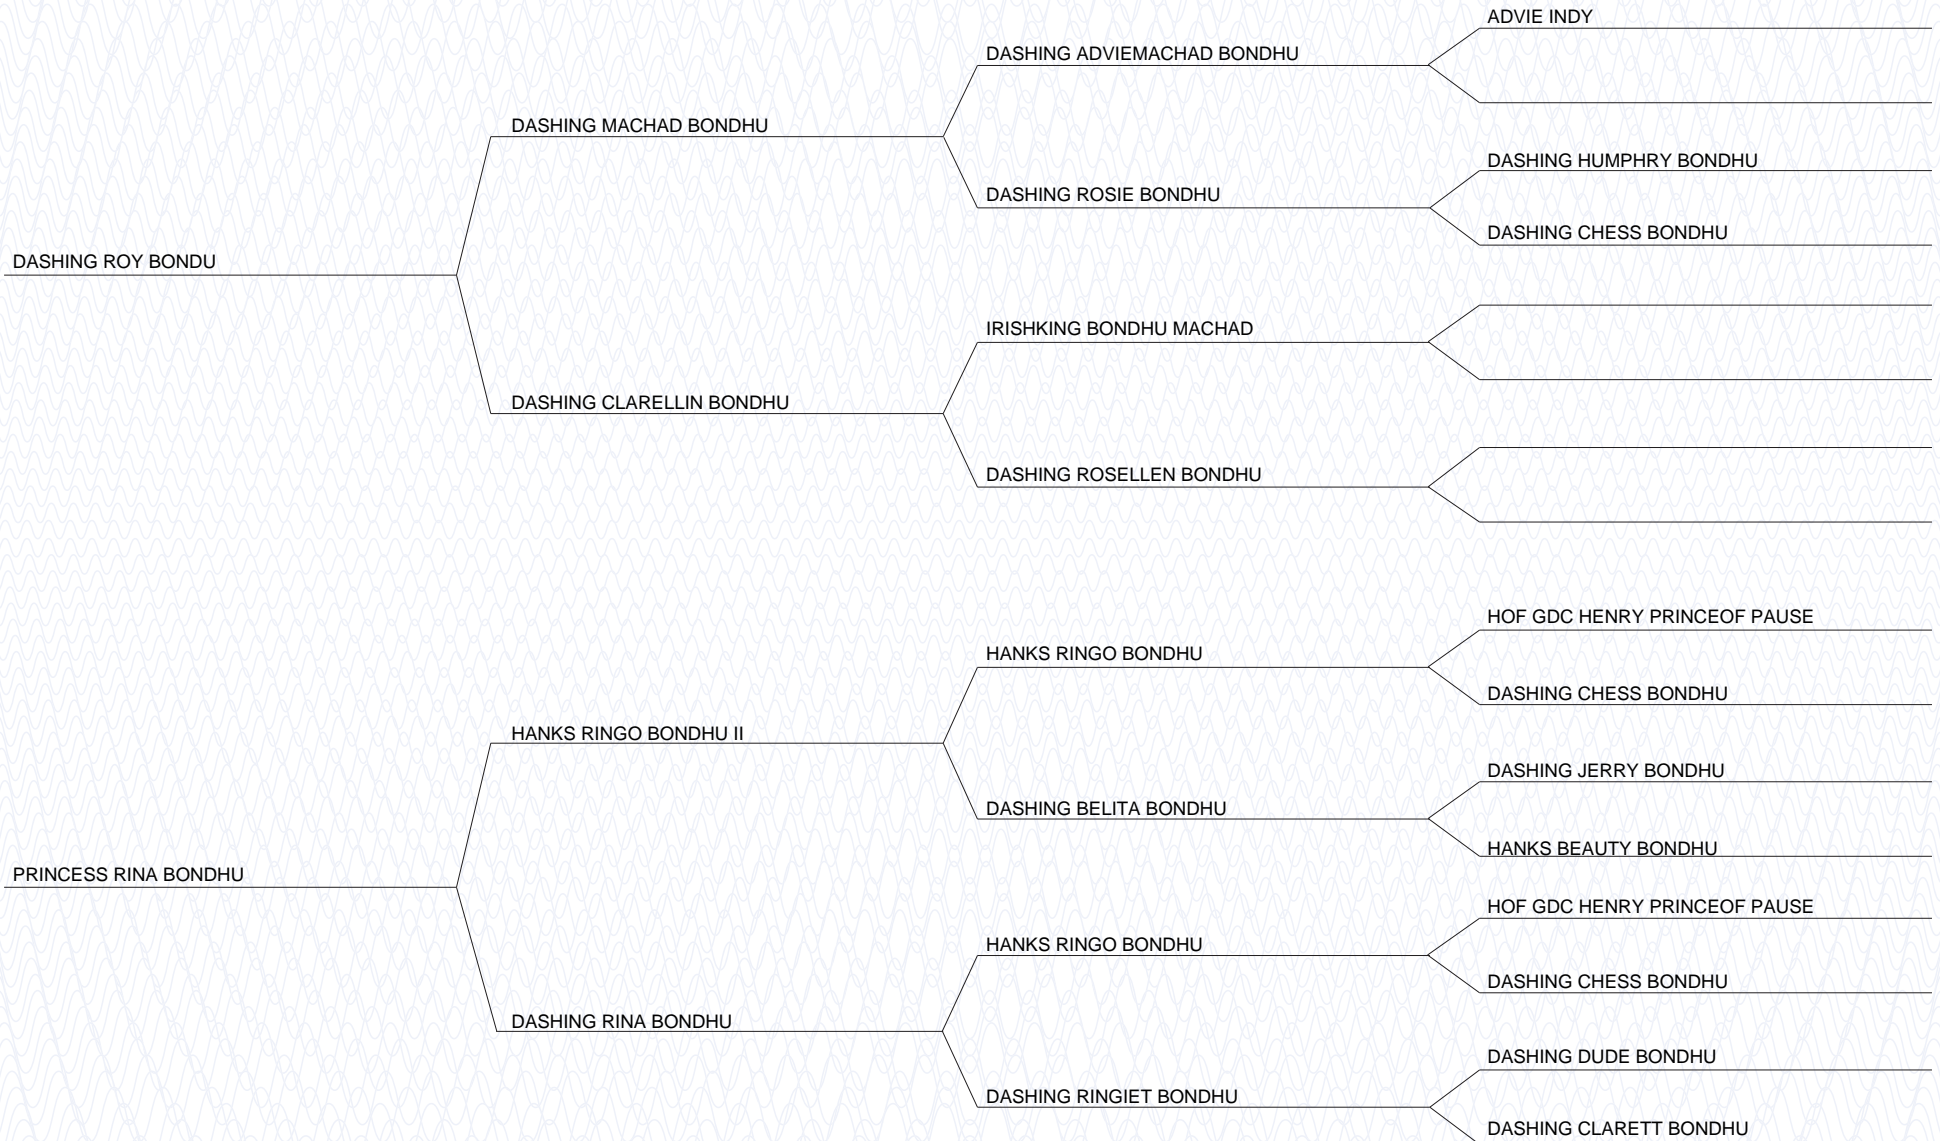 ADVIE INDY
DASHING ADVIEMACHAD BONDHU
DASHING MACHAD BONDHU
DASHING HUMPHRY BONDHU
DASHING ROSIE BONDHU
DASHING CHESS BONDHU
DASHING ROY BONDU
IRISHKING BONDHU MACHAD
DASHING CLARELLIN BONDHU
DASHING ROSELLEN BONDHU
HOF GDC HENRY PRINCEOF PAUSE
HANKS RINGO BONDHU
DASHING CHESS BONDHU
HANKS RINGO BONDHU II
DASHING JERRY BONDHU
DASHING BELITA BONDHU
HANKS BEAUTY BONDHU
PRINCESS RINA BONDHU
HOF GDC HENRY PRINCEOF PAUSE
HANKS RINGO BONDHU
DASHING CHESS BONDHU
DASHING RINA BONDHU
DASHING DUDE BONDHU
DASHING RINGIET BONDHU
DASHING CLARETT BONDHU